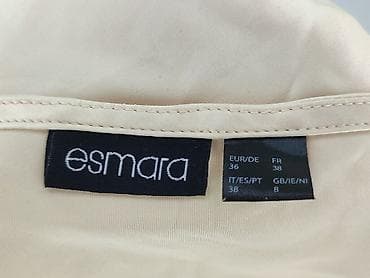 esmara
EUR/DE FR
36 38
IT/ES/PT GB/IE/NI
38 8